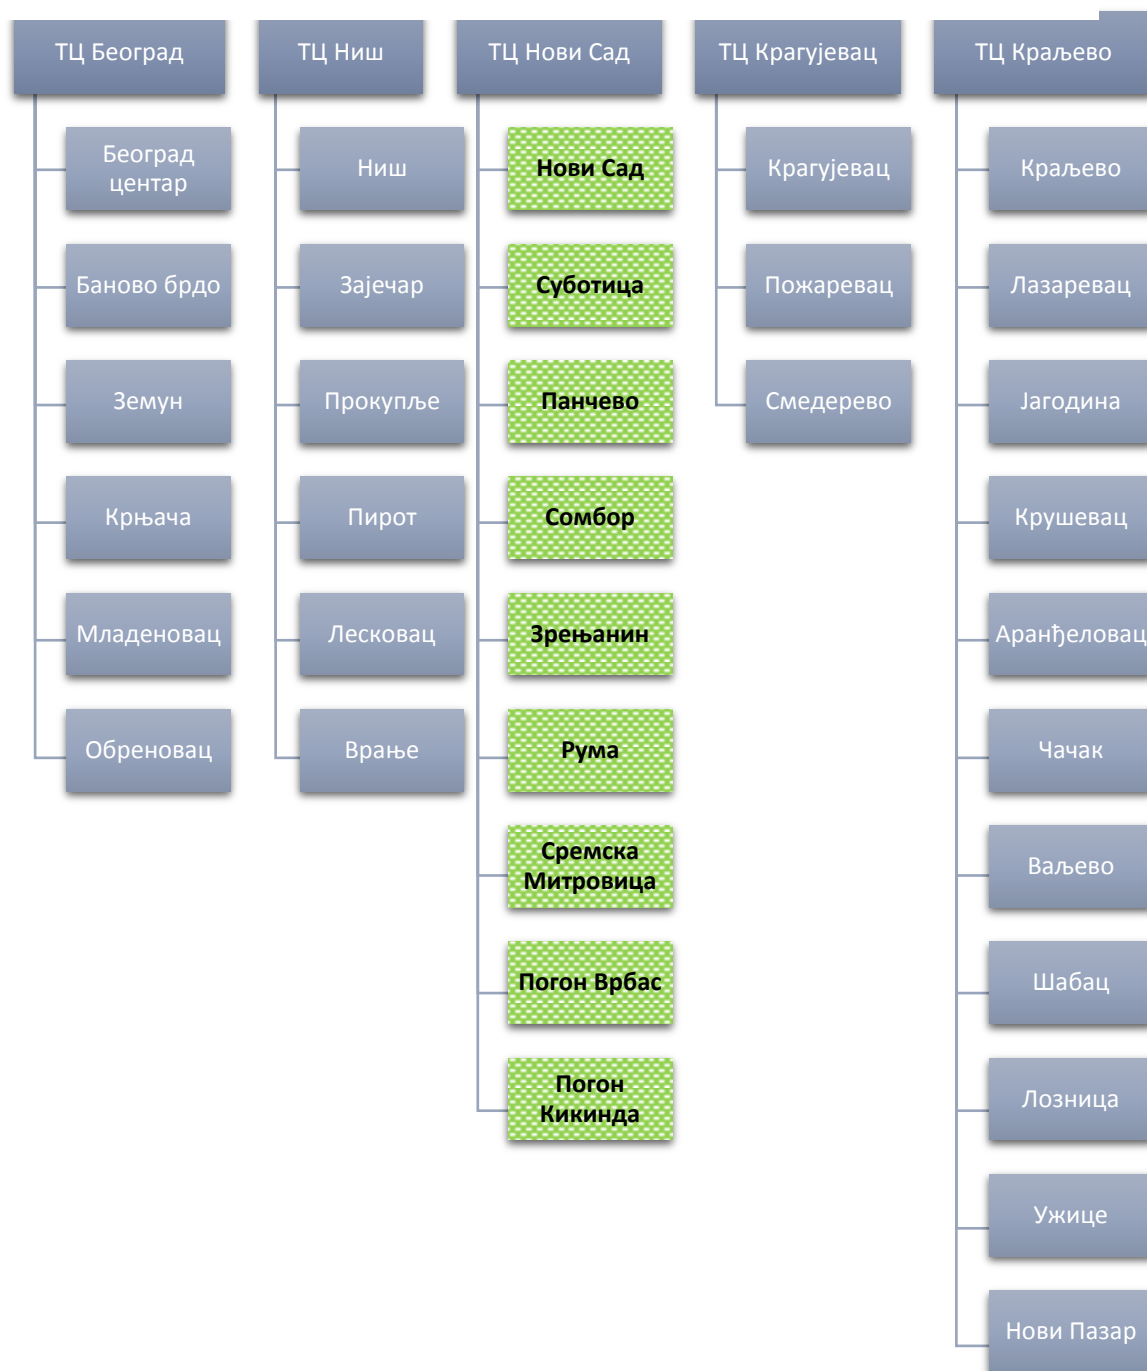 ТЦ Београд
Београд
центар
Баново брдо
Земун
Крњача
Младеновац
Обреновац
ТЦ Ниш
Ниш
Зајечар
Прокупље
Пирот
Лесковац
Врање
ТЦ Нови Сад
Нови Сад
Суботица
Панчево
Сомбор
Зрењанин
Рума
Сремска
Митровица
Погон Врбас
Погон
Кикинда
ТЦ Крагујевац
Крагујевац
Пожаревац
Смедерево
ТЦ Краљево
Краљево
Лазаревац
Јагодина
Крушевац
Аранђеловац
Чачак
Ваљево
Шабац
Лозница
Ужице
Нови Пазар